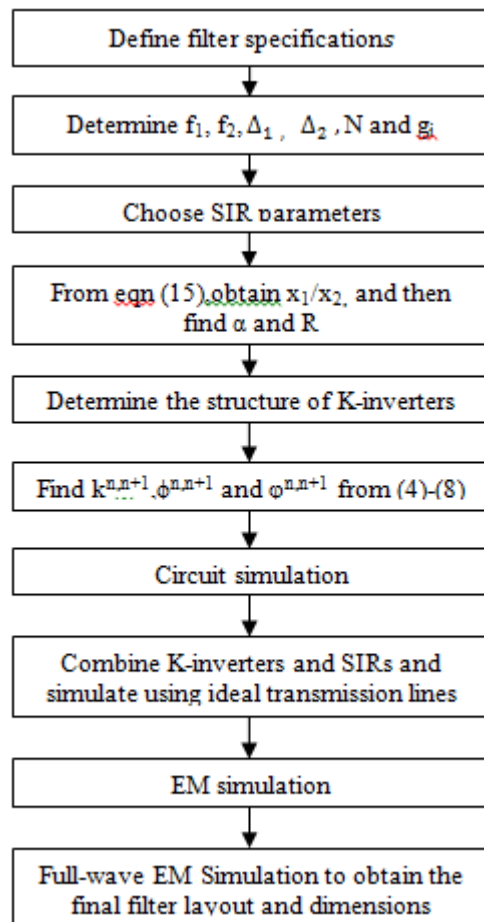 Define filter specifications
Determine f₁, f₂, Δ₁ , Δ₂ , N and gᵢ
Choose SIR parameters
From eqn (15),obtain x₁/x₂, and then
find α and R
Determine the structure of K-inverters
Find kⁿ,ⁿ⁺¹,ϕⁿ,ⁿ⁺¹ and φⁿ,ⁿ⁺¹ from (4)-(8)
Circuit simulation
Combine K-inverters and SIRs and
simulate using ideal transmission lines
EM simulation
Full-wave EM Simulation to obtain the
final filter layout and dimensions